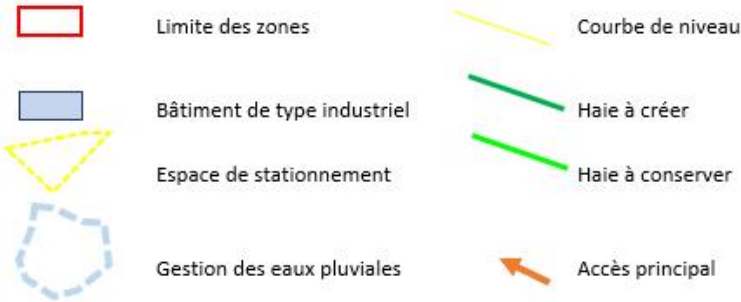 Limite des zones
Courbe de niveau
Bâtiment de type industriel
Haie à créer
Espace de stationnement
Haie à conserver
Gestion des eaux pluviales
Accès principal